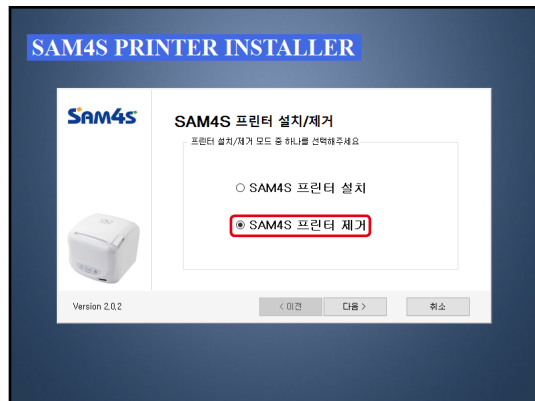 SAM4S PRINTER INSTALLER
SAM4S
SAM4S 프린터 설치/제거
프린터 설치/제거 모드 중 하나를 선택해주세요
SAM4S 프린터 설치
SAM4S 프린터 제거
Version 2.0.2
< 이전
다음 >
취소